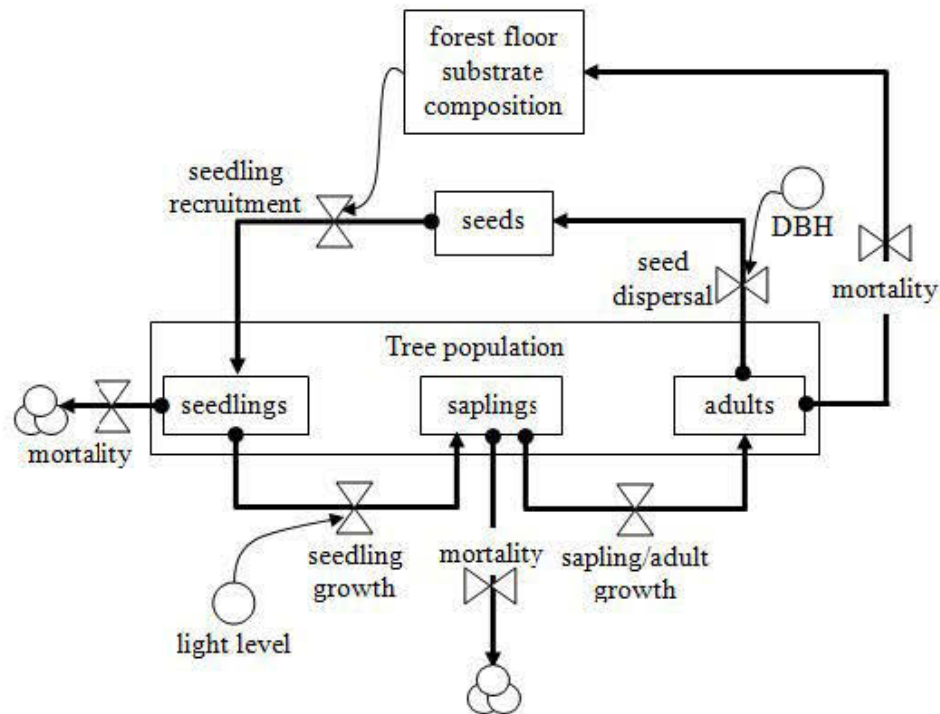 forest floor
substrate
composition
seedling
recruitment
seeds
DBH
seed
dispersal
mortality
Tree population
seedlings
saplings
adults
mortality
seedling
growth
mortality
sapling/adult
growth
light level